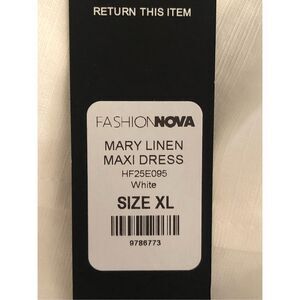 RETURN THIS ITEM
FASHIONNOVA
MARY LINEN
MAXI DRESS
HF25E095
White
SIZE XL
9786773